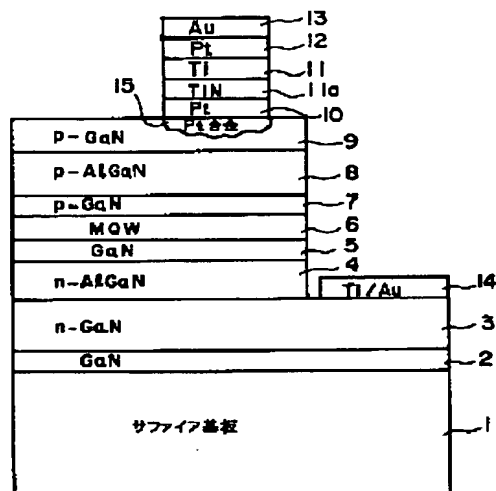 Au 13
Pt 12
Ti 11
TiN 11a
15 Pt 10
Pt合金
p-GaN 9
p-AlGaN 8
p-GaN 7
MQW 6
GaN 5
n-AlGaN 4
Ti/Au 14
n-GaN 3
GaN 2
サファイア基板 1